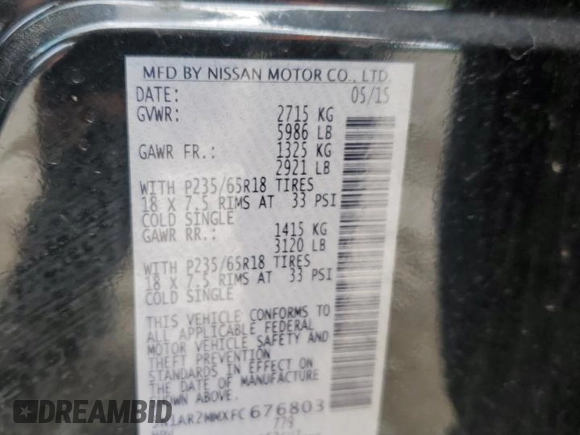 MFD BY NISSAN MOTOR CO., LTD.
DATE: 05/15
GVWR: 2715 KG
5986 LB
GAWR FR.: 1325 KG
2921 LB
WITH P235/65R18 TIRES
18 X 7.5 RIMS AT 33 PSI
COLD SINGLE
GAWR RR.: 1415 KG
3120 LB
WITH P235/65R18 TIRES
18 X 7.5 RIMS AT 33 PSI
COLD SINGLE
THIS VEHICLE CONFORMS TO
ALL APPLICABLE FEDERAL
MOTOR VEHICLE SAFETY AND
THEFT PREVENTION
STANDARDS IN EFFECT ON
THE DATE OF MANUFACTURE
SHOWN ABOVE.
676803
779
AUTOBIDCAR